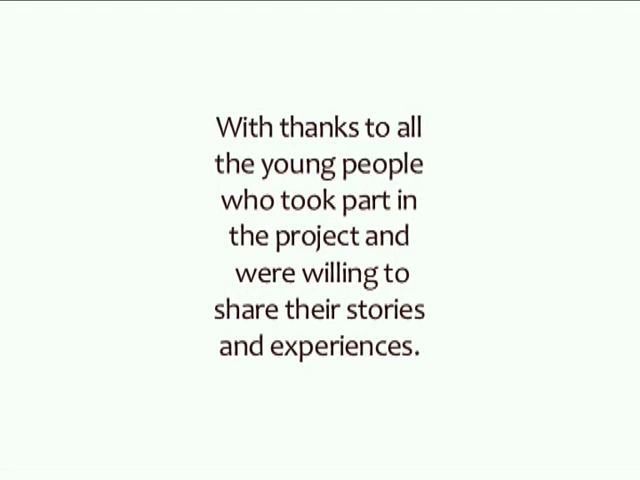 With thanks to all
the young people
who took part in
the project and
were willing to
share their stories
and experiences.